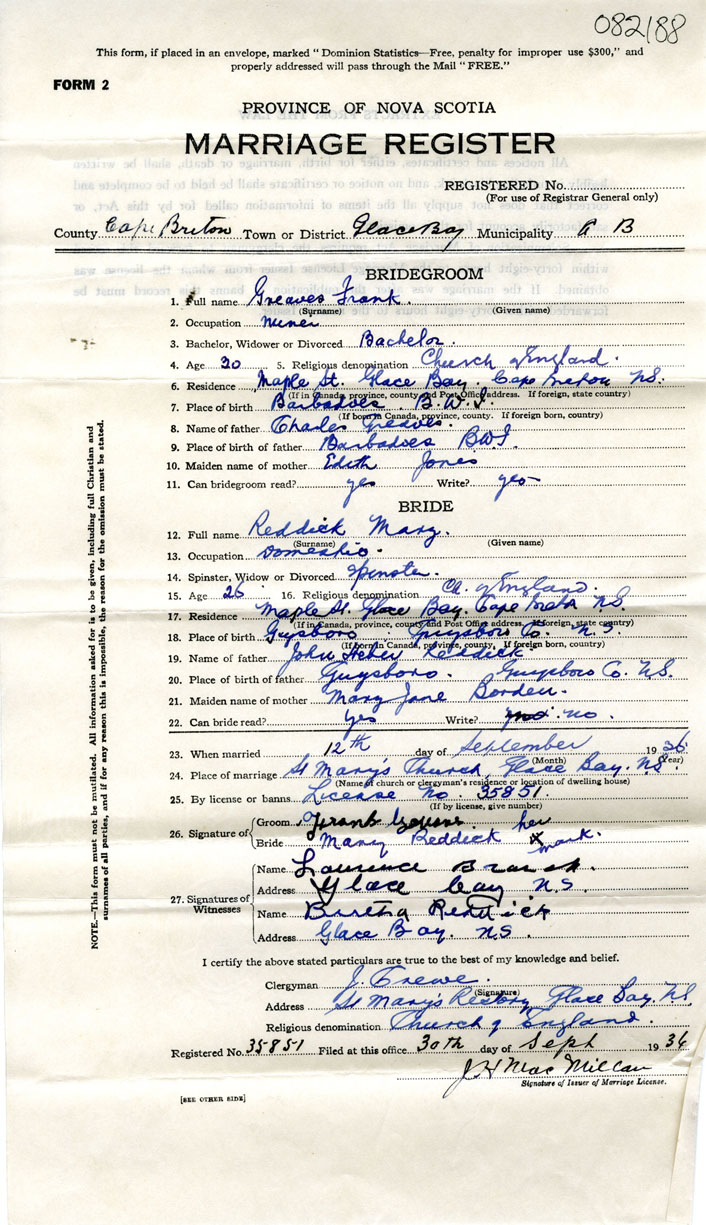 082188
This form, if placed in an envelope, marked "Dominion Statistics—Free, penalty for improper use $300," and
properly addressed will pass through the Mail "FREE."
FORM 2
PROVINCE OF NOVA SCOTIA
MARRIAGE REGISTER
REGISTERED No.
(For use of Registrar General only)
County Cape Breton Town or District Glace Bay Municipality C B
BRIDEGROOM
1. Full name Greaves Frank.
(Surname) (Given name)
2. Occupation Miner
3. Bachelor, Widower or Divorced Bachelor.
4. Age 30 5. Religious denomination Church of England.
6. Residence Maple St. Glace Bay. Cape Breton N.S.
(If in Canada, province, county and Post Office address. If foreign, state country)
7. Place of birth Barbadoes B.W.I.
(If born in Canada, province, county. If foreign born, country)
8. Name of father Charles Greaves.
9. Place of birth of father Barbadoes BWI
10. Maiden name of mother Edith Jones
11. Can bridegroom read? yes Write? yes
BRIDE
12. Full name Reddick Mary.
(Surname) (Given name)
13. Occupation Domestic.
14. Spinster, Widow or Divorced Spinster.
15. Age 26 16. Religious denomination Ch. of England.
17. Residence Maple St. Glace Bay. Cape Breton N.S.
(If in Canada, province, county and Post Office address. If foreign, state country)
18. Place of birth Guysboro Guysboro Co. N.S.
(If born in Canada, province, county. If foreign born, country)
19. Name of father John Heber Reddick.
20. Place of birth of father Guysboro. Guysboro Co. N.S.
21. Maiden name of mother Mary Jane Borden.
22. Can bride read? yes Write? no.
23. When married 12th day of September 1936
(Month) (Year)
24. Place of marriage St Mary's Church, Glace Bay. N.S.
(Name of church or clergyman's residence or location of dwelling house)
25. By license or banns License No. 35851.
(If by license, give number)
26. Signature of Groom Frank her
Bride Mary Reddick X mark.
27. Signatures of Witnesses
Name Laurence
Address Glace bay N.S.
Name Bertha Reddick
Address Glace Bay. N.S.
I certify the above stated particulars are true to the best of my knowledge and belief.
Clergyman J. Trewe.
(Signature)
Address St Mary's Rectory, Glace Bay. N.S.
Religious denomination Church of England.
Registered No. 35851 Filed at this office 30th day of Sept 1936
J H MacMillan
Signature of Issuer of Marriage License.
[SEE OTHER SIDE]
NOTE.—This form must not be mutilated. All information asked for is to be given, including full Christian and
surnames of all parties, and if for any reason this is impossible, the reason for the omission must be stated.